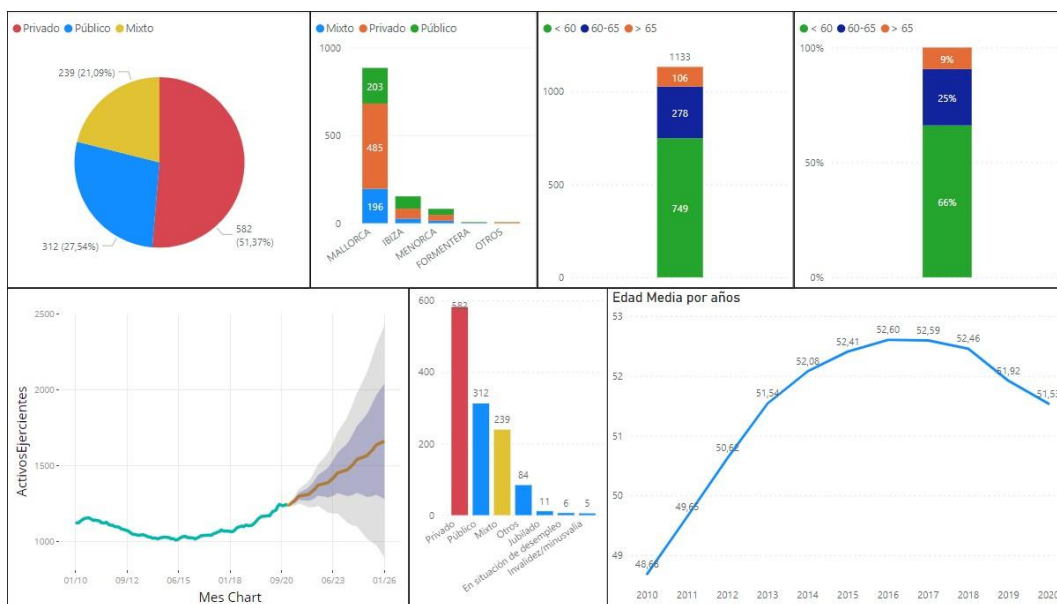 Privado Público Mixto
239 (21,09%)
312 (27,54%)
582
(51,37%)
Mixto Privado Público
1000
500
0
203
485
196
MALLORCA
IBIZA
MENORCA
FORMENTERA
OTROS
< 60 60-65 > 65
1133
1000
500
0
106
278
749
< 60 60-65 > 65
100%
50%
0%
9%
25%
66%
2500
2000
1500
1000
ActivosEjercientes
01/10 09/12 06/15 01/18 09/20 06/23 01/26
Mes Chart
600
400
200
0
582
312
239
84
11
6
5
Privado
Público
Mixto
Otros
Jubilado
En situación de desempleo
Invalidez/minusvalia
Edad Media por años
53
52
51
50
49
48,68
49,65
50,62
51,54
52,08
52,41
52,60
52,59
52,46
51,92
51,53
2010 2011 2012 2013 2014 2015 2016 2017 2018 2019 2020